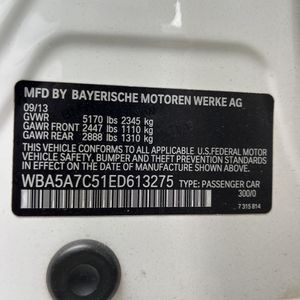 MFD BY BAYERISCHE MOTOREN WERKE AG
09/13
GVWR 5170 lbs 2345 kg
GAWR FRONT 2447 lbs 1110 kg
GAWR REAR 2888 lbs 1310 kg
THIS VEHICLE CONFORMS TO ALL APPLICABLE U.S.FEDERAL MOTOR
VEHICLE SAFETY, BUMPER AND THEFT PREVENTION STANDARDS
IN EFFECT ON THE DATE OF MANUFACTURE SHOWN ABOVE.
WBA5A7C51ED613275 TYPE: PASSENGER CAR
300/0
7 315 814